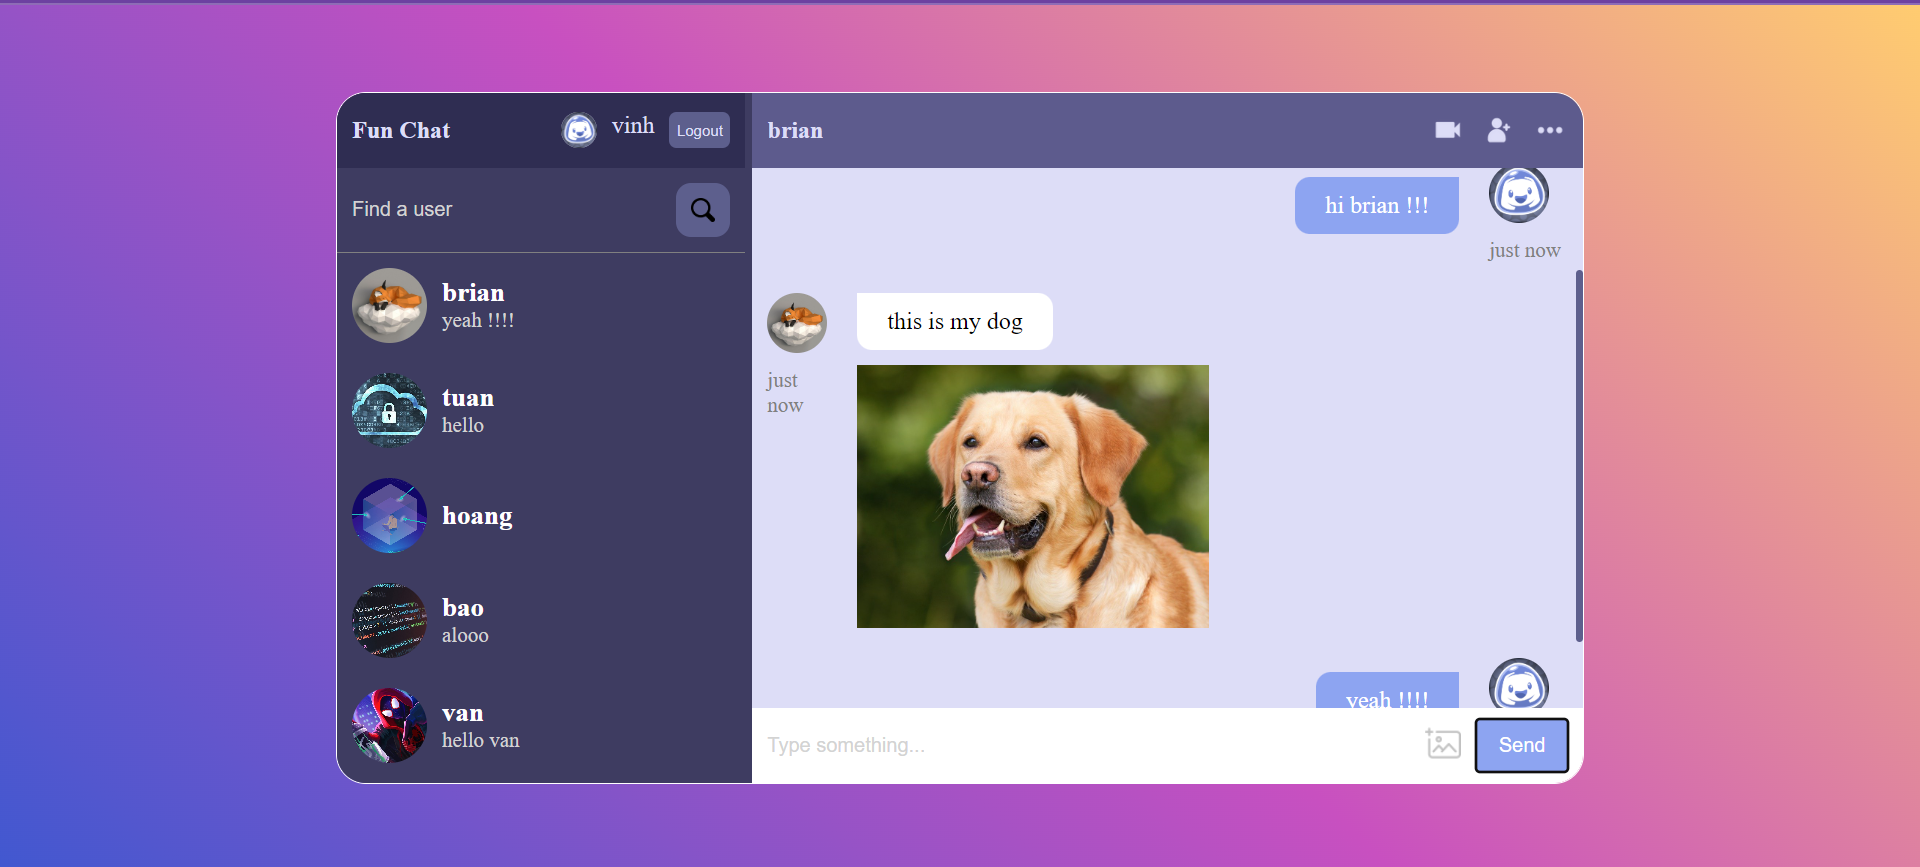 Fun Chat
vinh
Logout
Find a user
brian
yeah !!!!
tuan
hello
hoang
bao
alooo
van
hello van
brian
hi brian !!!
just now
this is my dog
just
now
yeah !!!!
Type something...
Send